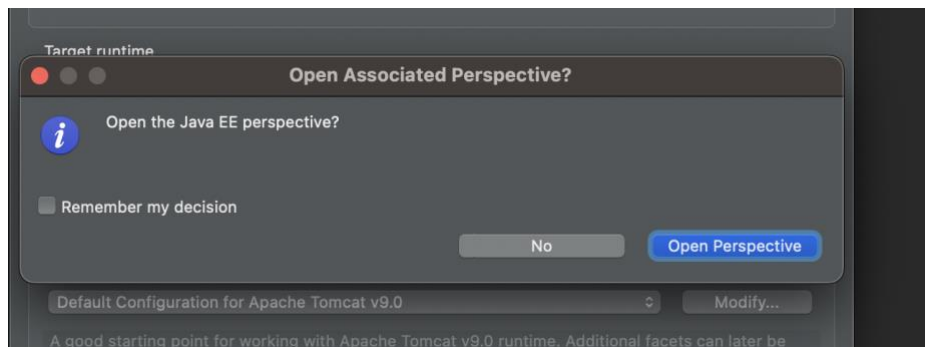 Target runtime
Open Associated Perspective?
Open the Java EE perspective?
Remember my decision
No
Open Perspective
Default Configuration for Apache Tomcat v9.0
Modify...
A good starting point for working with Apache Tomcat v9.0 runtime. Additional facets can later be